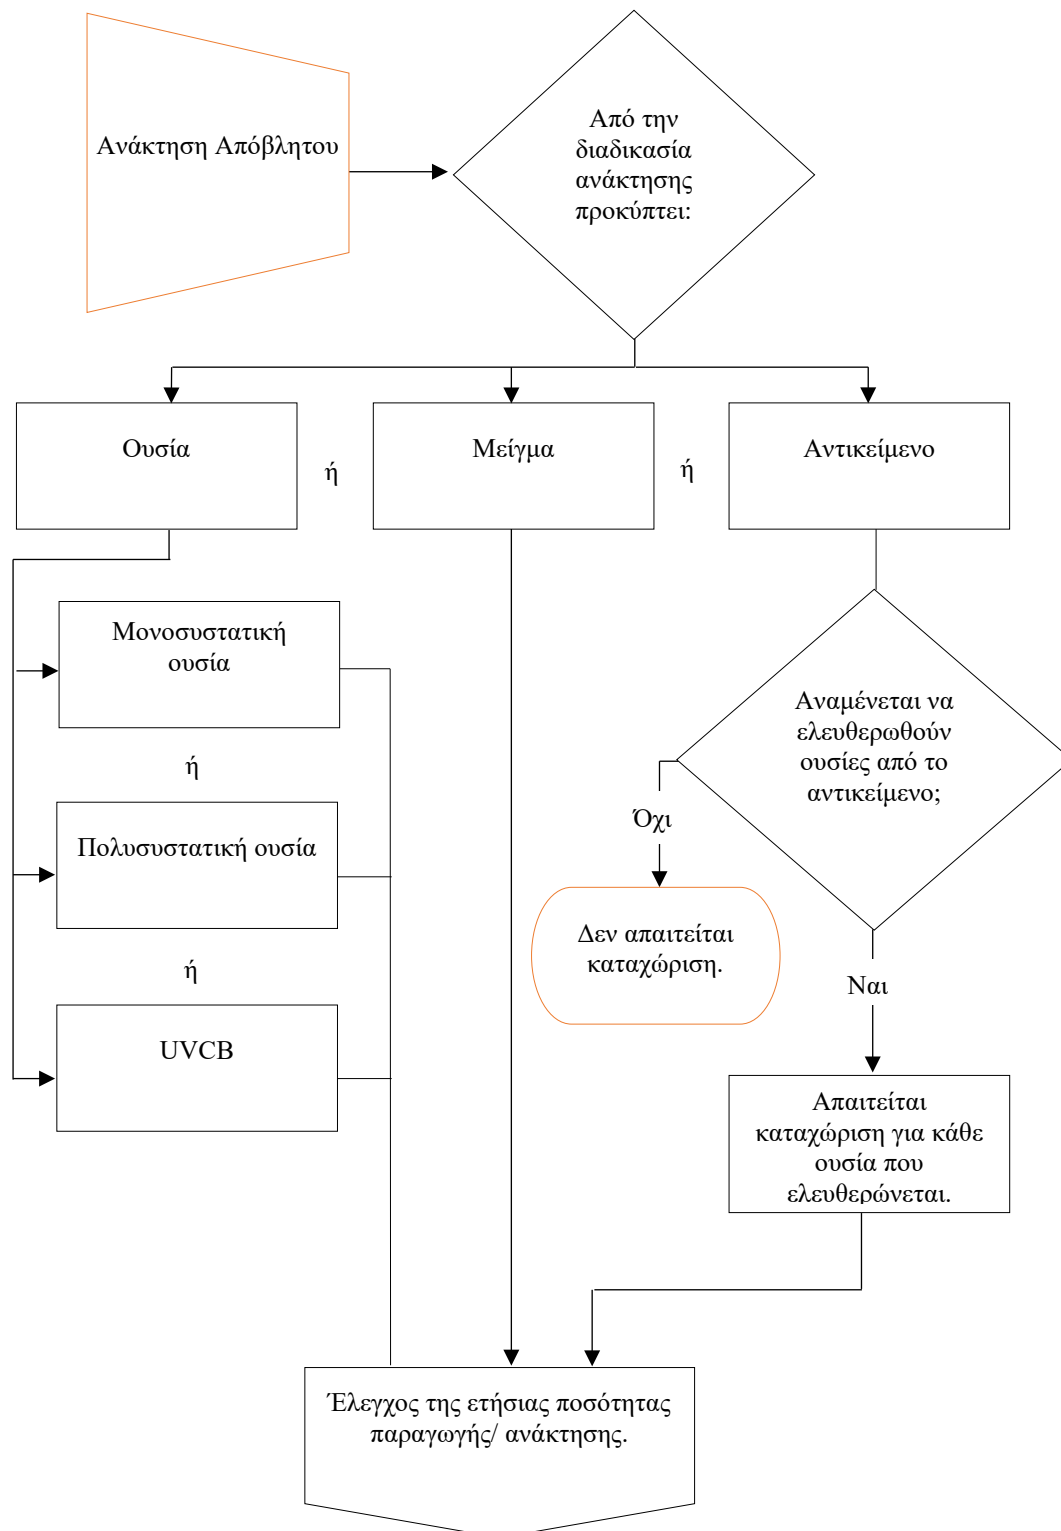 Ανάκτηση Απόβλητου
Από την
διαδικασία
ανάκτησης
προκύπτει:
Ουσία
ή
Μείγμα
ή
Αντικείμενο
Μονοσυστατική
ουσία
ή
Πολυσυστατική ουσία
ή
UVCB
Αναμένεται να
ελευθερωθούν
ουσίες από το
αντικείμενο;
Όχι
Δεν απαιτείται
καταχώριση.
Ναι
Απαιτείται
καταχώριση για κάθε
ουσία που
ελευθερώνεται.
Έλεγχος της ετήσιας ποσότητας
παραγωγής/ ανάκτησης.